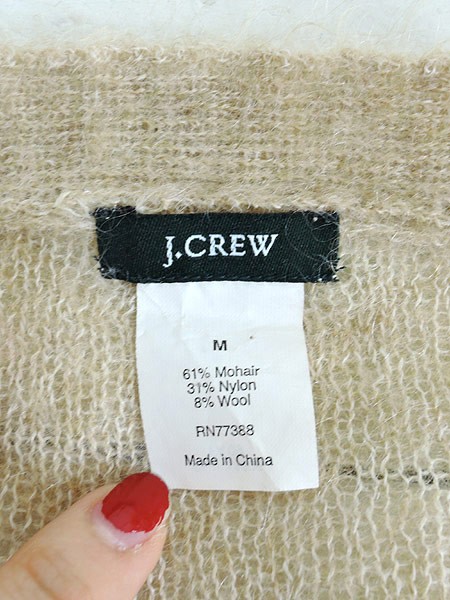 J.CREW
M
61% Mohair
31% Nylon
8% Wool
RN77388
Made in China